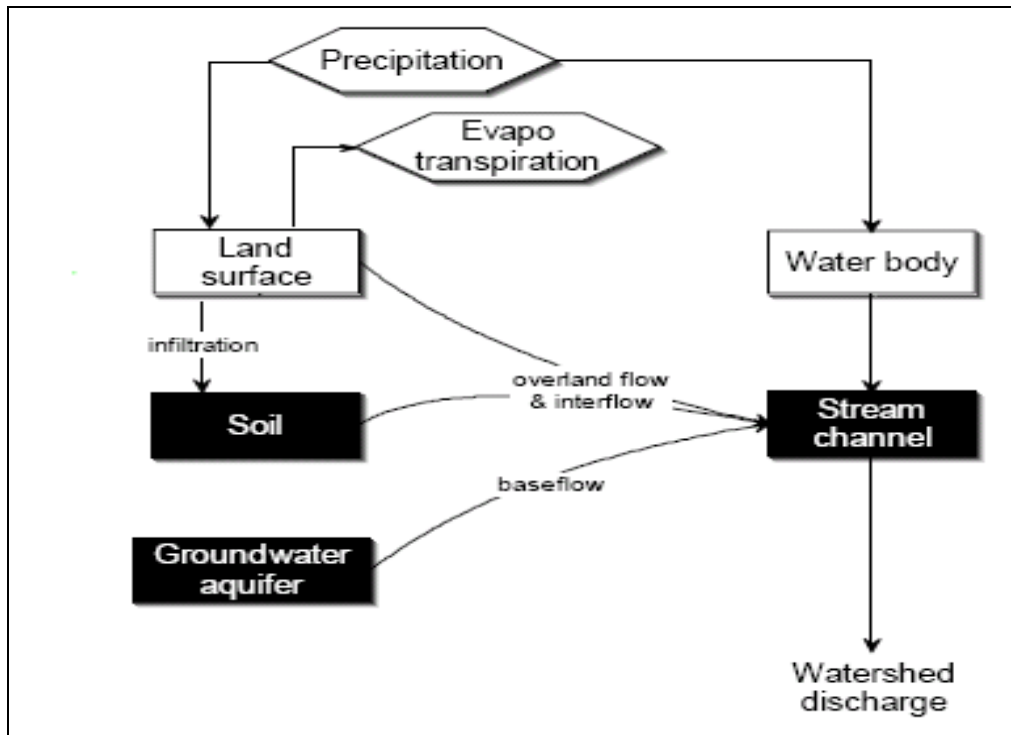 Precipitation
Evapo
transpiration
Land
surface
Water body
infiltration
overland flow
& interflow
Soil
Stream
channel
baseflow
Groundwater
aquifer
Watershed
discharge